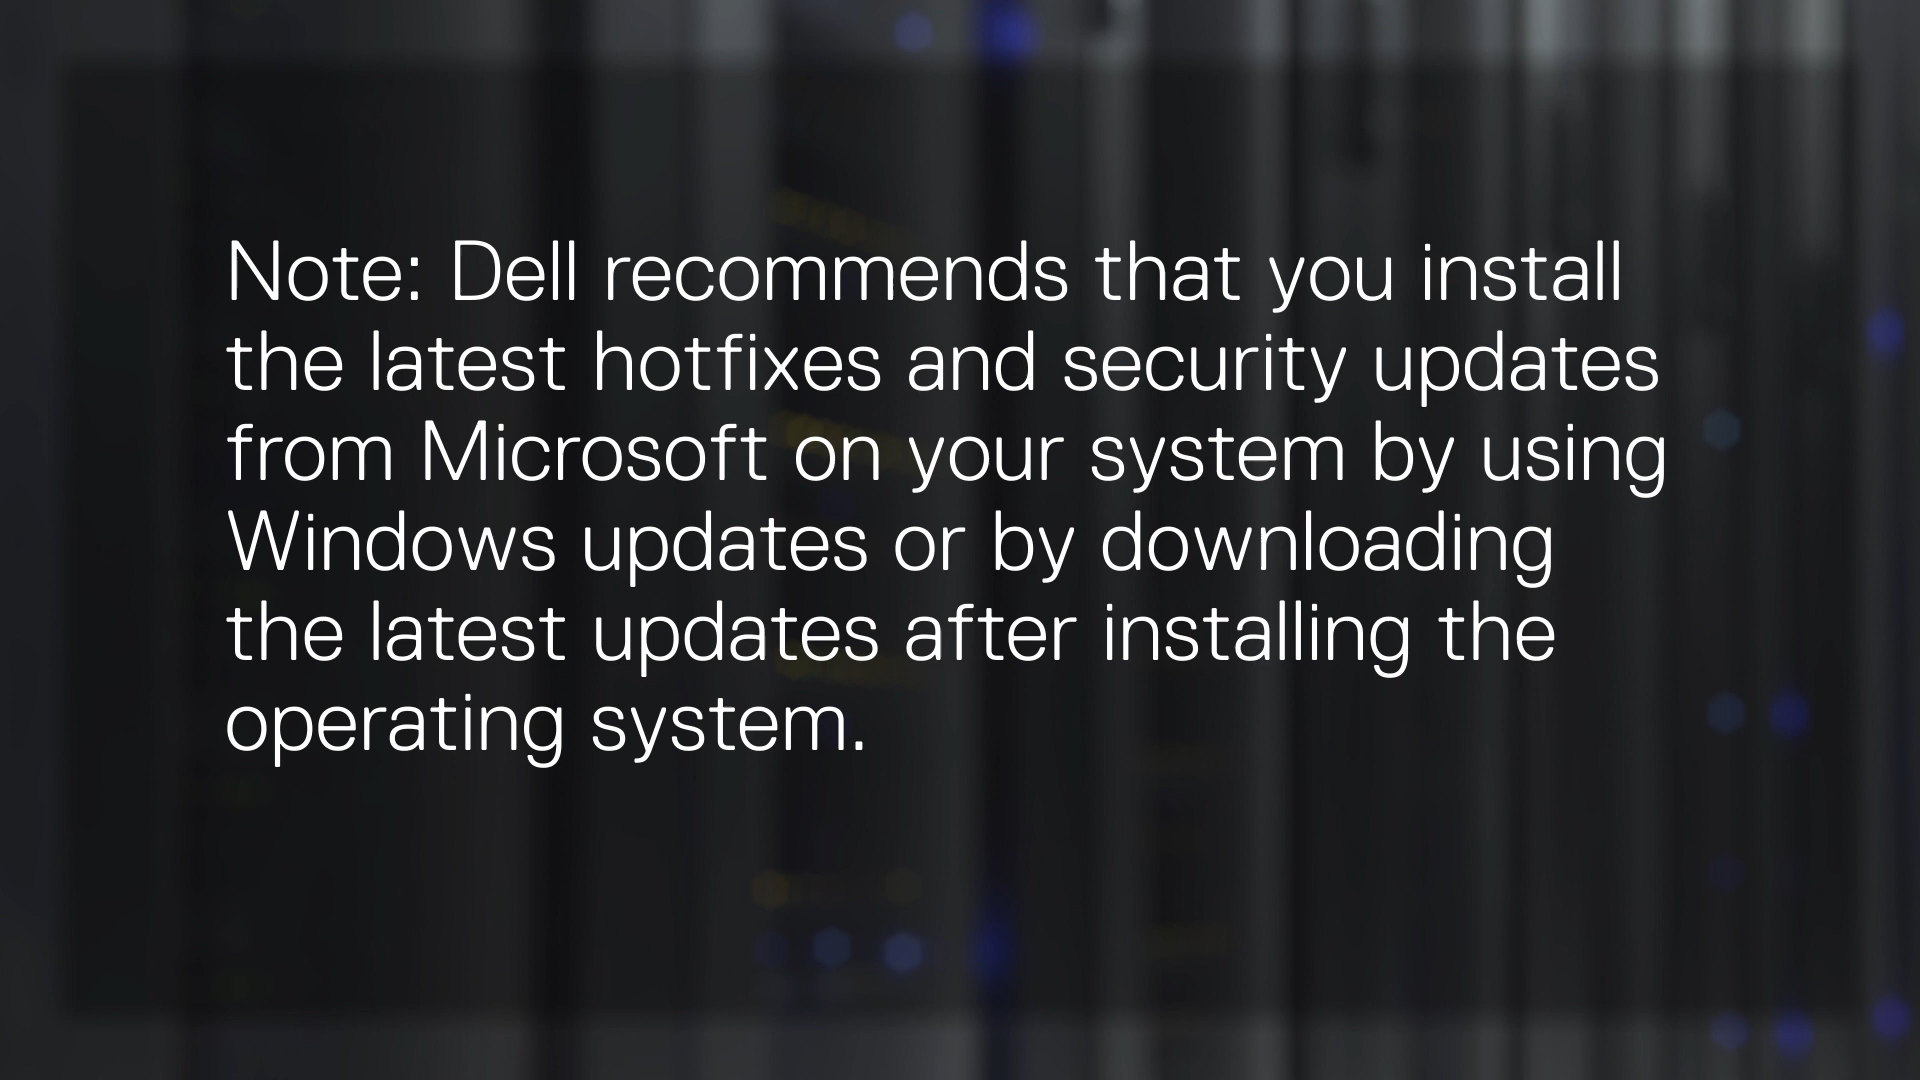 Note: Dell recommends that you install
the latest hotfixes and security updates
from Microsoft on your system by using
Windows updates or by downloading
the latest updates after installing the
operating system.